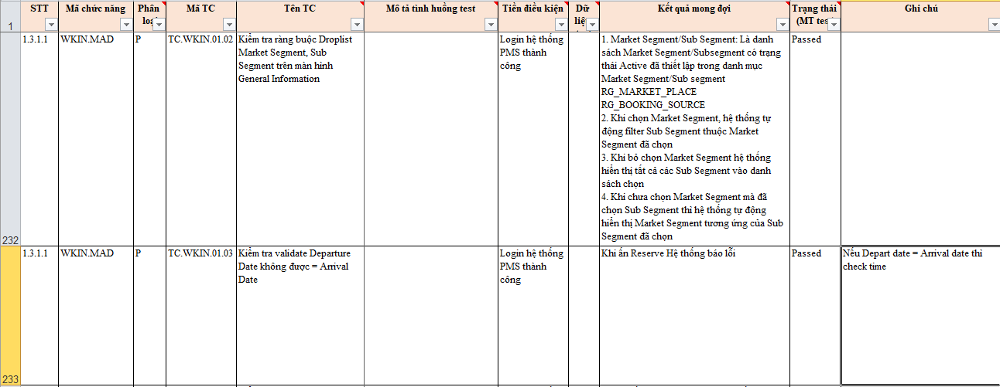 STT
Mã chức năng
Phân
loại
Mã TC
Tên TC
Mô tả tình huống test
Tiền điều kiện
Dữ
liệ
Kết quả mong đợi
Trạng thái
(MT tes
Ghi chú
1
1.3.1.1
WKIN.MAD
P
TC.WKIN.01.02
Kiểm tra ràng buộc Droplist
Market Segment, Sub
Segment trên màn hình
General Information
Login hệ thống
PMS thành
công
1. Market Segment/Sub Segment: Là danh
sách Market Segment/Subsegment có trạng
thái Active đã thiết lập trong danh mục
Market Segment/Sub segment
RG_MARKET_PLACE
RG_BOOKING_SOURCE
2. Khi chọn Market Segment, hệ thống tự
động filter Sub Segment thuộc Market
Segment đã chọn
3. Khi bỏ chọn Market Segment hệ thống
hiển thị tất cả các Sub Segment vào danh
sách chọn
4. Khi chưa chọn Market Segment mà đã
chọn Sub Segment thì hệ thống tự động
hiển thị Market Segment tương ứng của Sub
Segment đã chọn
Passed
232
1.3.1.1
WKIN.MAD
P
TC.WKIN.01.03
Kiểm tra validate Departure
Date không được = Arrival
Date
Login hệ thống
PMS thành
công
Khi ấn Reserve Hệ thống báo lỗi
Passed
Nếu Depart date = Arrival date thì
check time
233